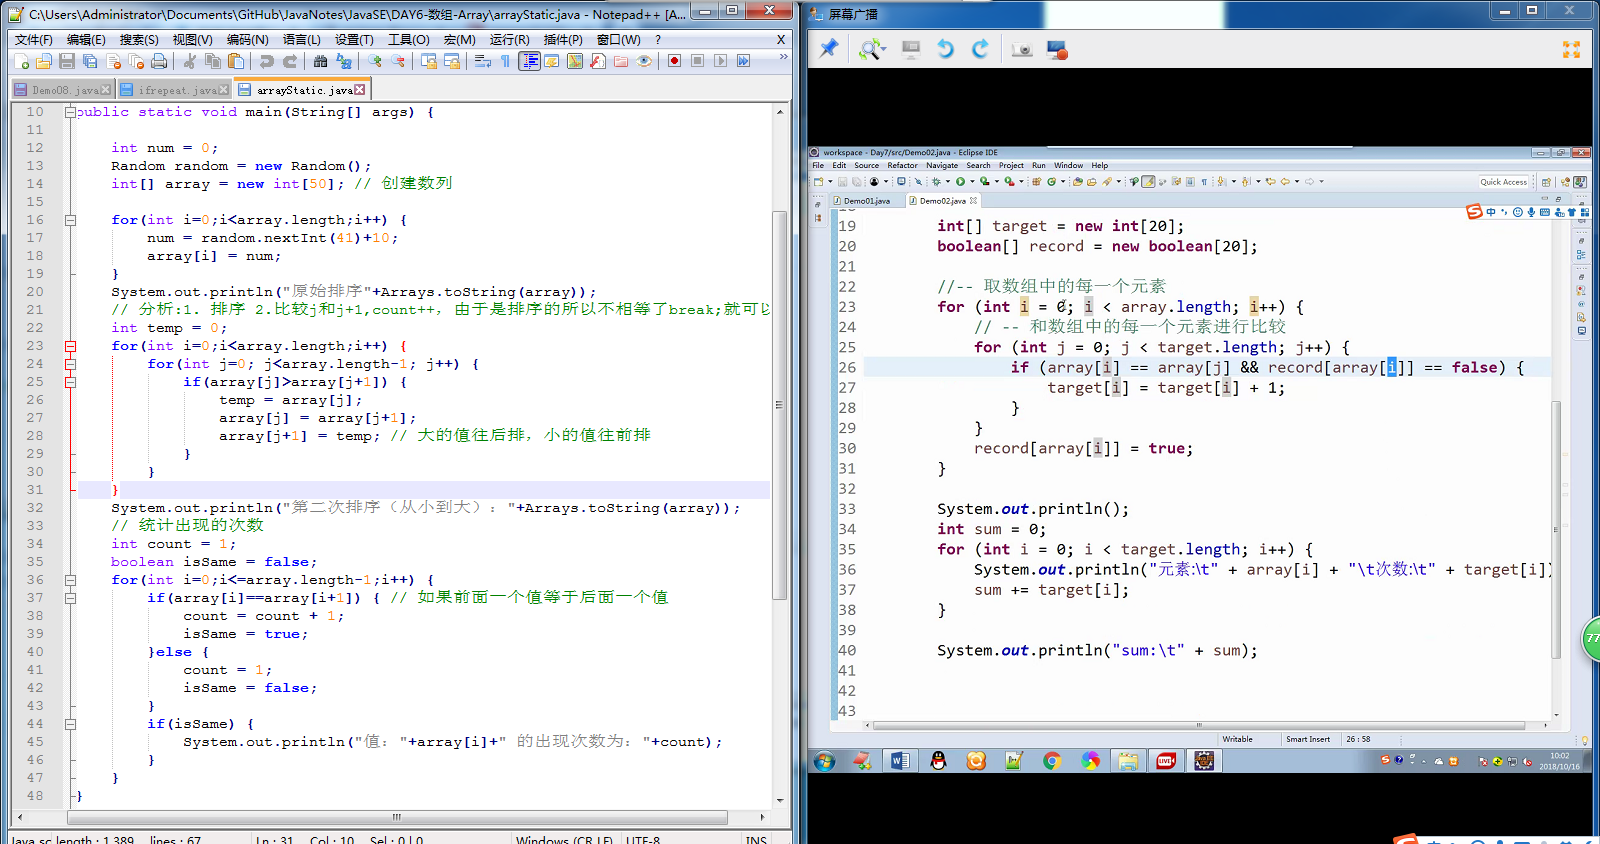 C:\Users\Administrator\Documents\GitHub\JavaNotes\JavaSE\DAY6-数组-Array\arrayStatic.java - Notepad++ [A...
文件(F) 编辑(E) 搜索(S) 视图(V) 编码(N) 语言(L) 设置(T) 工具(O) 宏(M) 运行(R) 插件(P) 窗口(W) ? X
Demo08.java ifrepeat.java arrayStatic.java
10 public static void main(String[] args) {
11
12 int num = 0;
13 Random random = new Random();
14 int[] array = new int[50]; // 创建数列
15
16 for(int i=0;i<array.length;i++) {
17 num = random.nextInt(41)+10;
18 array[i] = num;
19 }
20 System.out.println("原始排序"+Arrays.toString(array));
21 // 分析:1. 排序 2.比较j和j+1,count++, 由于是排序的所以不相等了break;就可以
22 int temp = 0;
23 for(int i=0;i<array.length;i++) {
24 for(int j=0; j<array.length-1; j++) {
25 if(array[j]>array[j+1]) {
26 temp = array[j];
27 array[j] = array[j+1];
28 array[j+1] = temp; // 大的值往后排, 小的值往前排
29 }
30 }
31 }
32 System.out.println("第二次排序（从小到大）："+Arrays.toString(array));
33 // 统计出现的次数
34 int count = 1;
35 boolean isSame = false;
36 for(int i=0;i<=array.length-1;i++) {
37 if(array[i]==array[i+1]) { // 如果前面一个值等于后面一个值
38 count = count + 1;
39 isSame = true;
40 }else {
41 count = 1;
42 isSame = false;
43 }
44 if(isSame) {
45 System.out.println("值："+array[i]+" 的出现次数为："+count);
46 }
47 }
48 }
Java sc length : 1,389 lines : 67 Ln : 31 Col : 10 Sel : 0 | 0 Windows (CR LF) UTF-8 INS
屏幕广播
workspace - Day7/src/Demo02.java - Eclipse IDE
File Edit Source Refactor Navigate Search Project Run Window Help
Quick Access
Demo01.java Demo02.java
中
19 int[] target = new int[20];
20 boolean[] record = new boolean[20];
21
22 //-- 取数组中的每一个元素
23 for (int i = 0; i < array.length; i++) {
24 // -- 和数组中的每一个元素进行比较
25 for (int j = 0; j < target.length; j++) {
26 if (array[i] == array[j] && record[array[i]] == false) {
27 target[i] = target[i] + 1;
28 }
29 }
30 record[array[i]] = true;
31 }
32
33 System.out.println();
34 int sum = 0;
35 for (int i = 0; i < target.length; i++) {
36 System.out.println("元素:\t" + array[i] + "\t次数:\t" + target[i])
37 sum += target[i];
38 }
39
40 System.out.println("sum:\t" + sum);
41
42
43
77
Writable Smart Insert 26 : 58
LIVE
10:02
2018/10/16